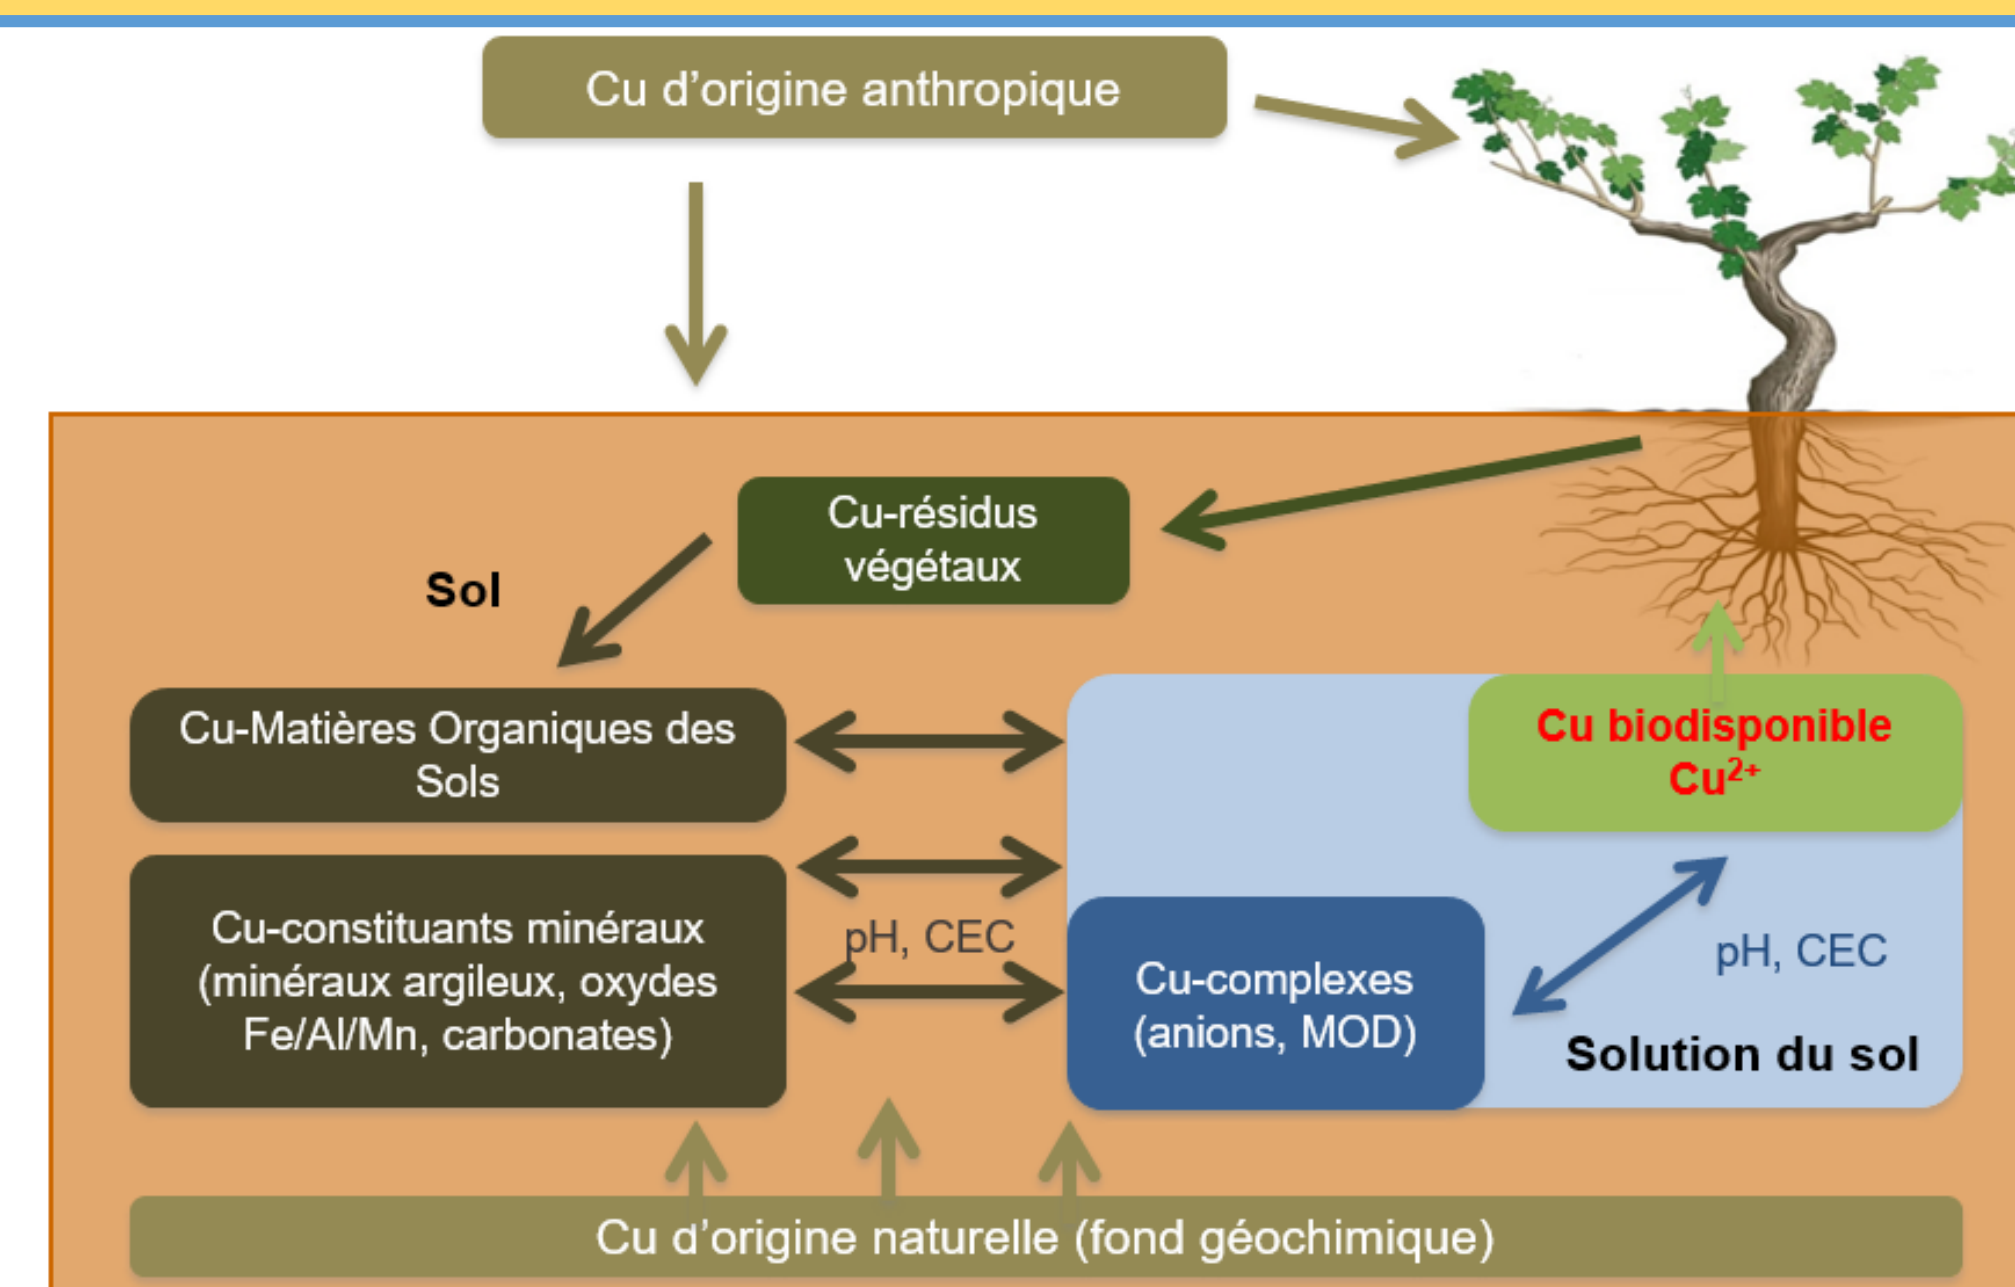 Cu d’origine anthropique
Cu-résidus
végétaux
Sol
Cu-Matières Organiques des
Sols
Cu biodisponible
Cu²⁺
Cu-constituants minéraux
(minéraux argileux, oxydes
Fe/Al/Mn, carbonates)
pH, CEC
Cu-complexes
(anions, MOD)
pH, CEC
Solution du sol
Cu d’origine naturelle (fond géochimique)